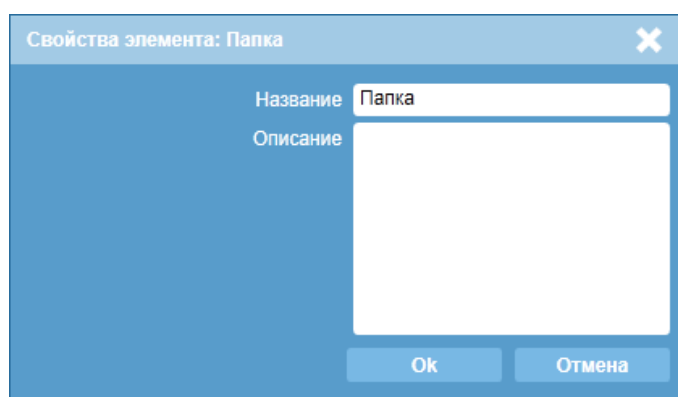 Свойства элемента: Папка
Название Папка
Описание
Ok Отмена